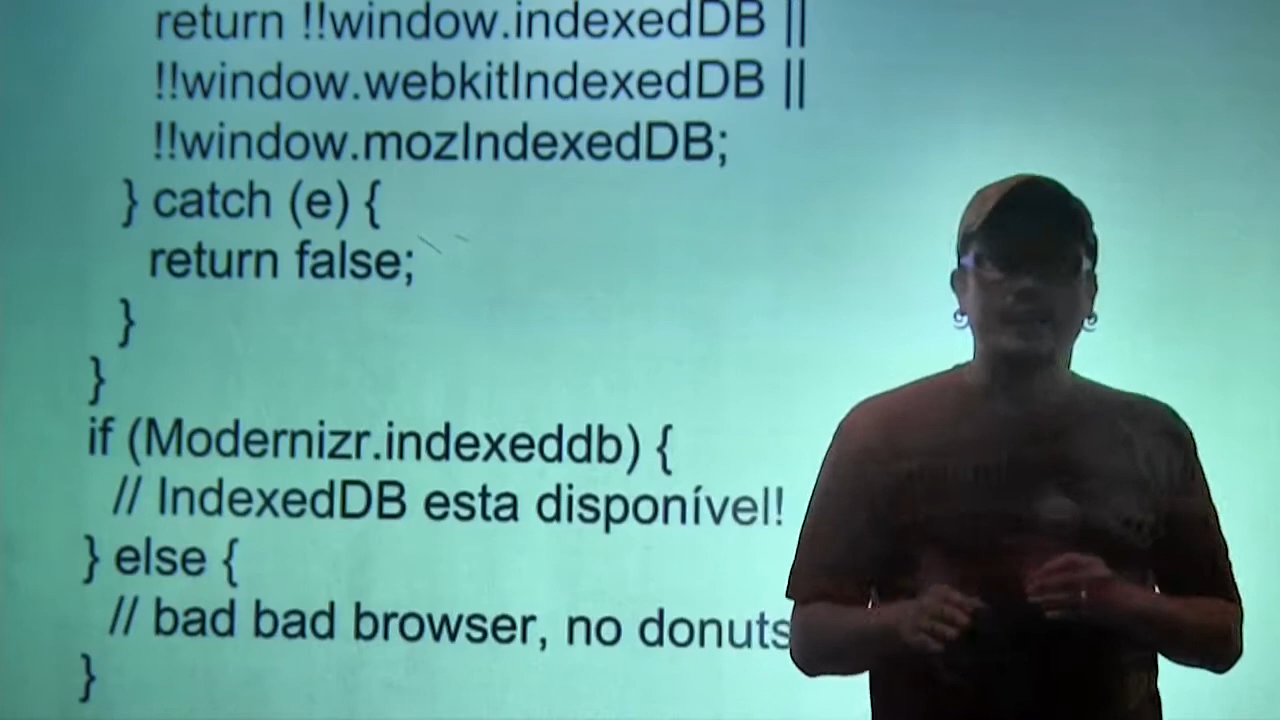 return !!window.indexedDB ||
!!window.webkitIndexedDB ||
!!window.mozIndexedDB;
} catch (e) {
return false;
}
}
if (Modernizr.indexeddb) {
// IndexedDB esta disponível!
} else {
// bad bad browser, no donuts
}